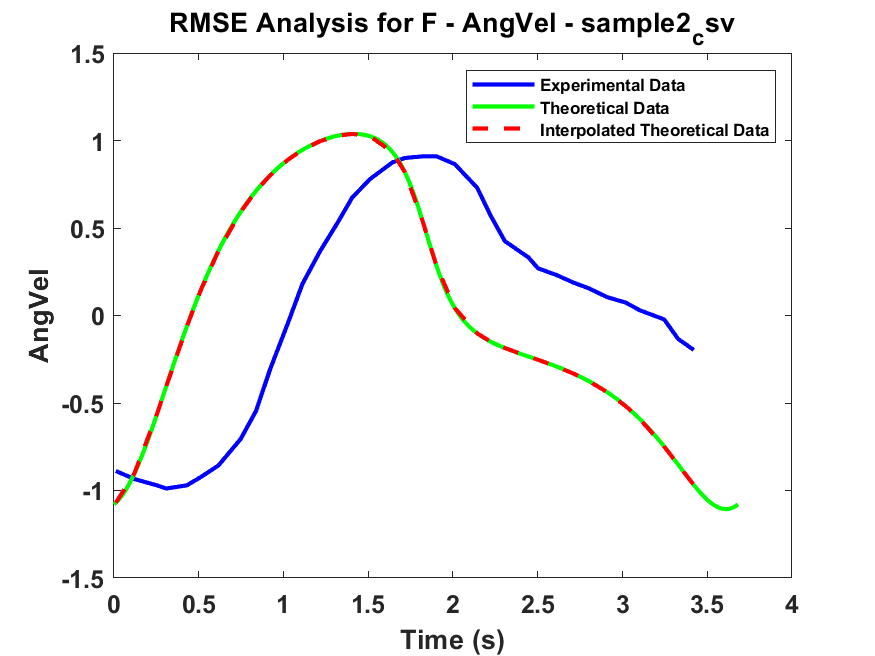 RMSE Analysis for F - AngVel - sample2_csv
Experimental Data
Theoretical Data
Interpolated Theoretical Data
1.5
1
0.5
0
-0.5
-1
-1.5
AngVel
0 0.5 1 1.5 2 2.5 3 3.5 4
Time (s)